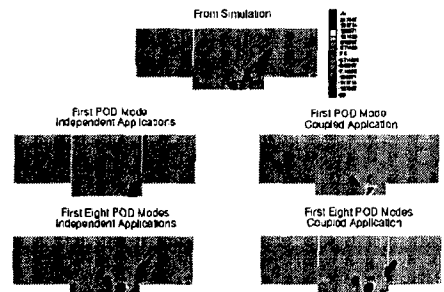 From Simulation
First POD Mode
Independent Applications
First POD Mode
Coupled Application
First Eight POD Modes
Independent Applications
First Eight POD Modes
Coupled Application